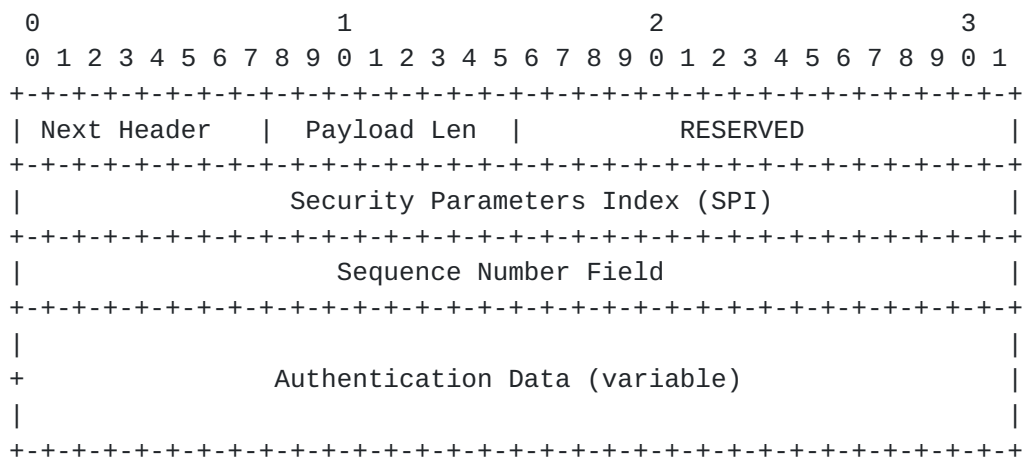 0                   1                   2                   3
 0 1 2 3 4 5 6 7 8 9 0 1 2 3 4 5 6 7 8 9 0 1 2 3 4 5 6 7 8 9 0 1
+-+-+-+-+-+-+-+-+-+-+-+-+-+-+-+-+-+-+-+-+-+-+-+-+-+-+-+-+-+-+-+-+
| Next Header   |  Payload Len  |          RESERVED             |
+-+-+-+-+-+-+-+-+-+-+-+-+-+-+-+-+-+-+-+-+-+-+-+-+-+-+-+-+-+-+-+-+
|                 Security Parameters Index (SPI)               |
+-+-+-+-+-+-+-+-+-+-+-+-+-+-+-+-+-+-+-+-+-+-+-+-+-+-+-+-+-+-+-+-+
|                    Sequence Number Field                      |
+-+-+-+-+-+-+-+-+-+-+-+-+-+-+-+-+-+-+-+-+-+-+-+-+-+-+-+-+-+-+-+-+
|                                                               |
+                Authentication Data (variable)                 |
|                                                               |
+-+-+-+-+-+-+-+-+-+-+-+-+-+-+-+-+-+-+-+-+-+-+-+-+-+-+-+-+-+-+-+-+